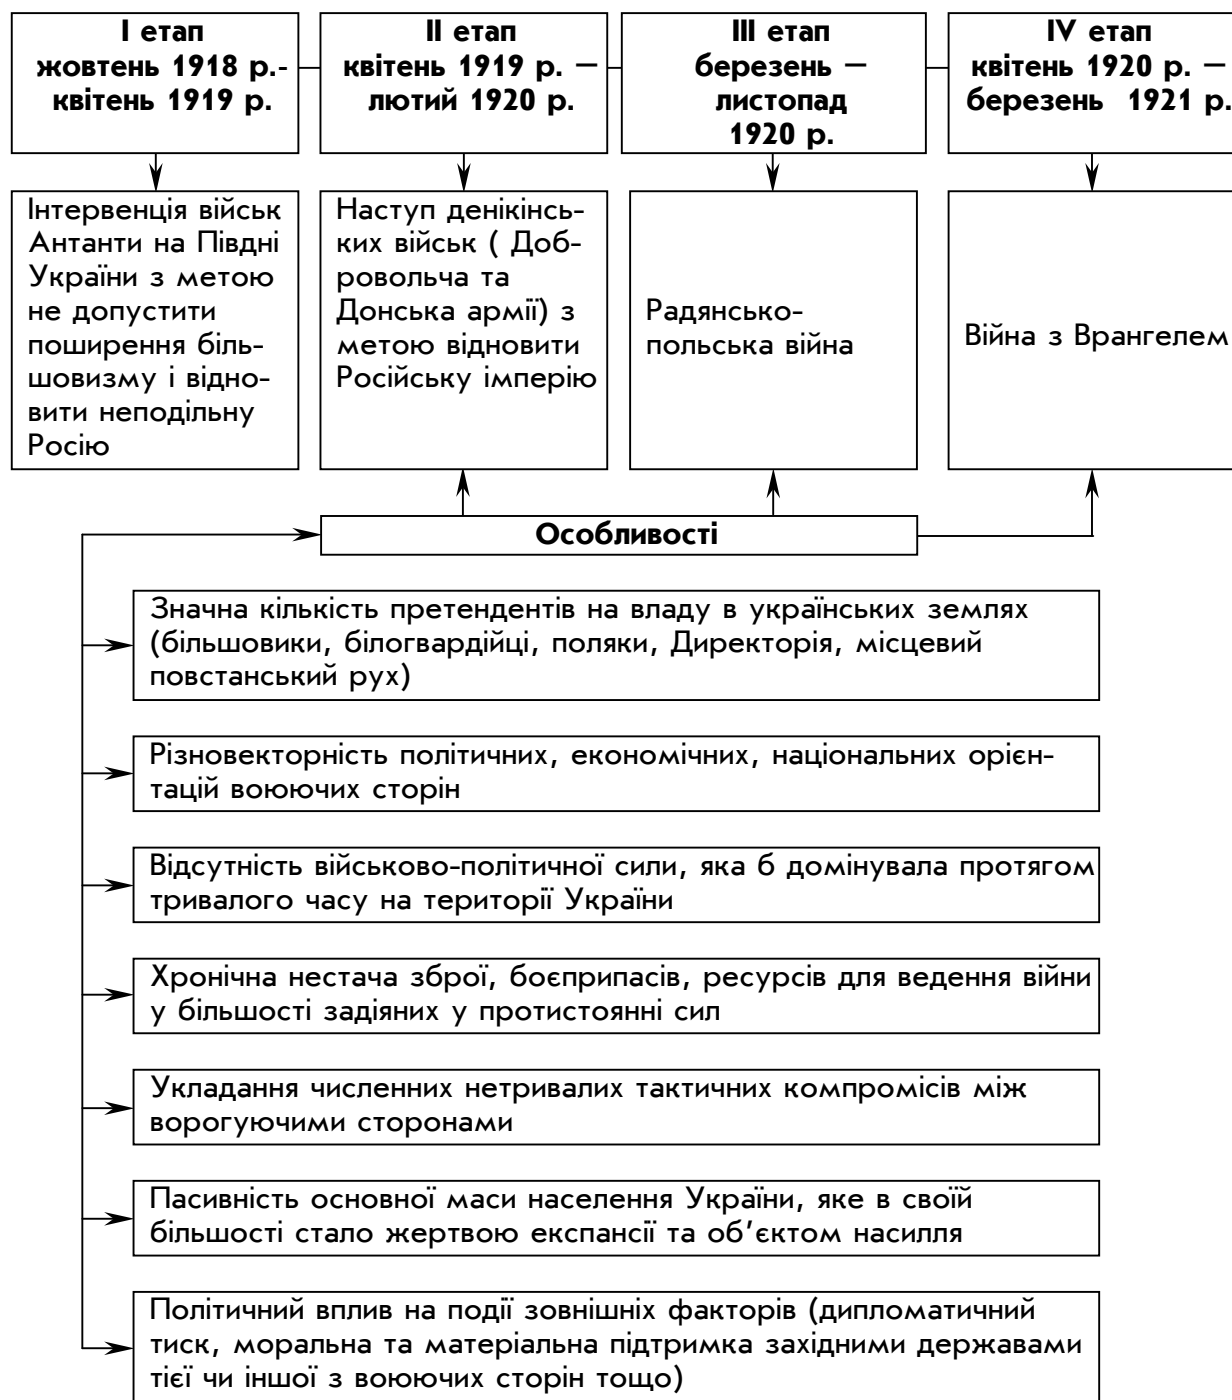 I етап
жовтень 1918 р.-
квітень 1919 р.
II етап
квітень 1919 р. —
лютий 1920 р.
III етап
березень —
листопад
1920 р.
IV етап
квітень 1920 р. —
березень 1921 р.
Інтервенція військ
Антанти на Півдні
України з метою
не допустити
поширення біль-
шовизму і відно-
вити неподільну
Росію
Наступ денікінсь-
ких військ ( Доб-
ровольча та
Донська армії) з
метою відновити
Російську імперію
Радянсько-
польська війна
Війна з Врангелем
Особливості
Значна кількість претендентів на владу в українських землях
(більшовики, білогвардійці, поляки, Директорія, місцевий
повстанський рух)
Різновекторність політичних, економічних, національних орієн-
тацій воюючих сторін
Відсутність військово-політичної сили, яка б домінувала протягом
тривалого часу на території України
Хронічна нестача зброї, боєприпасів, ресурсів для ведення війни
у більшості задіяних у протистоянні сил
Укладання численних нетривалих тактичних компромісів між
ворогуючими сторонами
Пасивність основної маси населення України, яке в своїй
більшості стало жертвою експансії та об'єктом насилля
Політичний вплив на події зовнішніх факторів (дипломатичний
тиск, моральна та матеріальна підтримка західними державами
тієї чи іншої з воюючих сторін тощо)